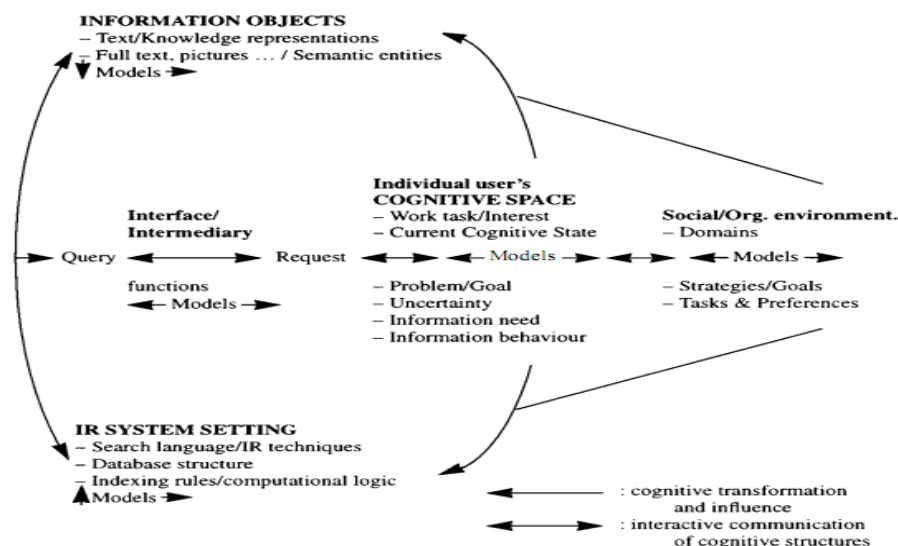 INFORMATION OBJECTS
– Text/Knowledge representations
– Full text, pictures … / Semantic entities
Models
Individual user's
COGNITIVE SPACE
– Work task/Interest
– Current Cognitive State
Interface/
Intermediary
Social/Org. environment.
– Domains
Query
Request
Models
Models
functions
Models
– Problem/Goal
– Uncertainty
– Information need
– Information behaviour
– Strategies/Goals
– Tasks & Preferences
IR SYSTEM SETTING
– Search language/IR techniques
– Database structure
– Indexing rules/computational logic
Models
: cognitive transformation
and influence
: interactive communication
of cognitive structures